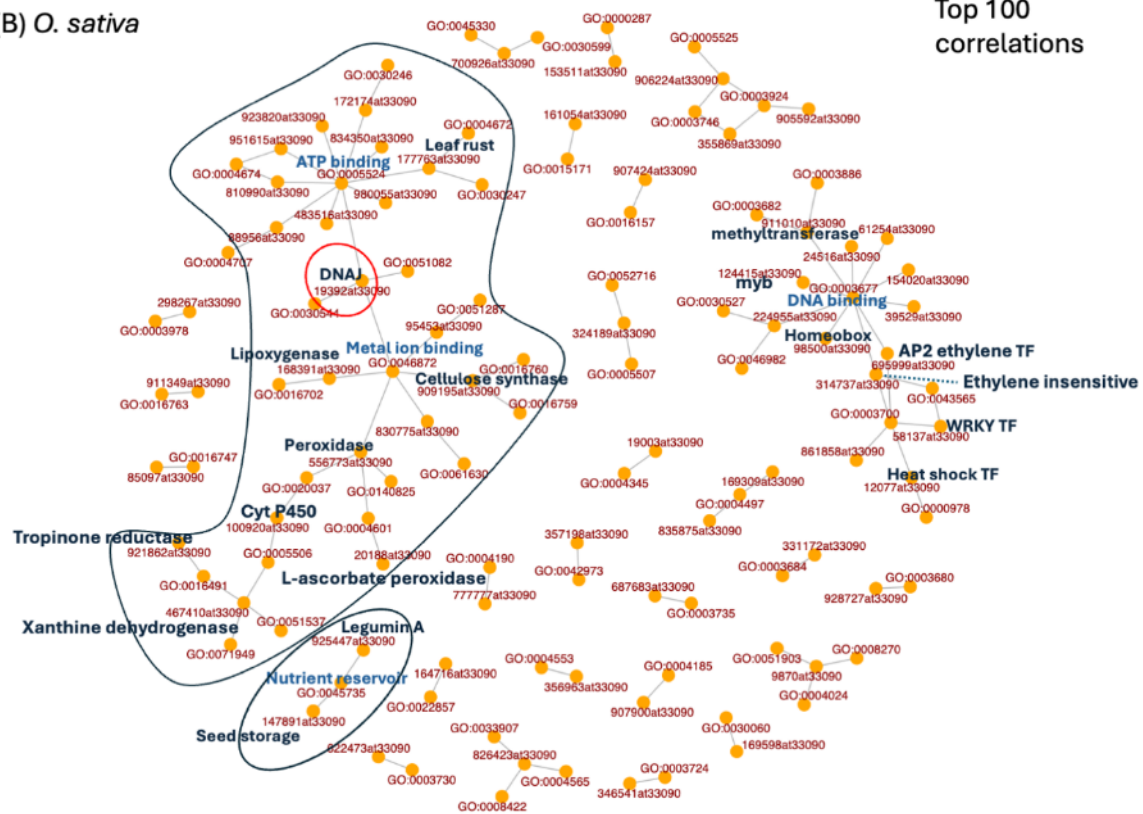 B) O. sativa
Top 100
correlations
GO:0045330
GO:0030599
700926at33090
GO:0000287
153511at33090
GO:0005525
906224at33090
GO:0003924
GO:0003746
905592at33090
355869at33090
GO:0030246
172174at33090
923820at33090
951615at33090
834350at33090
GO:0004672
Leaf rust
ATP binding
177763at33090
GO:0004674
GO:0005524
810990at33090
980055at33090
GO:0030247
483516at33090
88956at33090
GO:0004707
161054at33090
GO:0015171
907424at33090
GO:0016157
GO:0003886
GO:0003682
911010at33090
methyltransferase
61254at33090
24516at33090
124415at33090
myb
GO:0003677
154020at33090
DNA binding
GO:0030527
224955at33090
39529at33090
Homeobox
98500at33090
GO:0046982
AP2 ethylene TF
695999at33090
314737at33090
Ethylene insensitive
GO:0043565
GO:0003700
WRKY TF
58137at33090
861858at33090
Heat shock TF
12077at33090
GO:0000978
DNAJ
GO:0051082
19392at33090
GO:0030544
298267at33090
GO:0003978
GO:0051287
95453at33090
Lipoxygenase
Metal ion binding
GO:0046872
168391at33090
GO:0016702
GO:0016760
Cellulose synthase
909195at33090
GO:0016759
830775at33090
GO:0061630
GO:0052716
324189at33090
GO:0005507
911349at33090
GO:0016763
GO:0016747
85097at33090
Peroxidase
556773at33090
GO:0020037
GO:0140825
Cyt P450
100920at33090
GO:0004601
GO:0005506
20188at33090
L-ascorbate peroxidase
Tropinone reductase
921862at33090
GO:0016491
467410at33090
Xanthine dehydrogenase
GO:0051537
GO:0071949
19003at33090
GO:0004345
169309at33090
GO:0004497
835875at33090
357198at33090
GO:0042973
GO:0004190
777777at33090
331172at33090
GO:0003684
687683at33090
GO:0003735
GO:0003680
928727at33090
Legumin A
925447at33090
Nutrient reservoir
GO:0045735
147891at33090
Seed storage
164716at33090
GO:0022857
GO:0004553
356963at33090
GO:0004185
907900at33090
GO:0051903
GO:0008270
9870at33090
GO:0004024
GO:0030060
169598at33090
622473at33090
GO:0003730
GO:0033907
826423at33090
GO:0004565
GO:0008422
GO:0003724
346541at33090